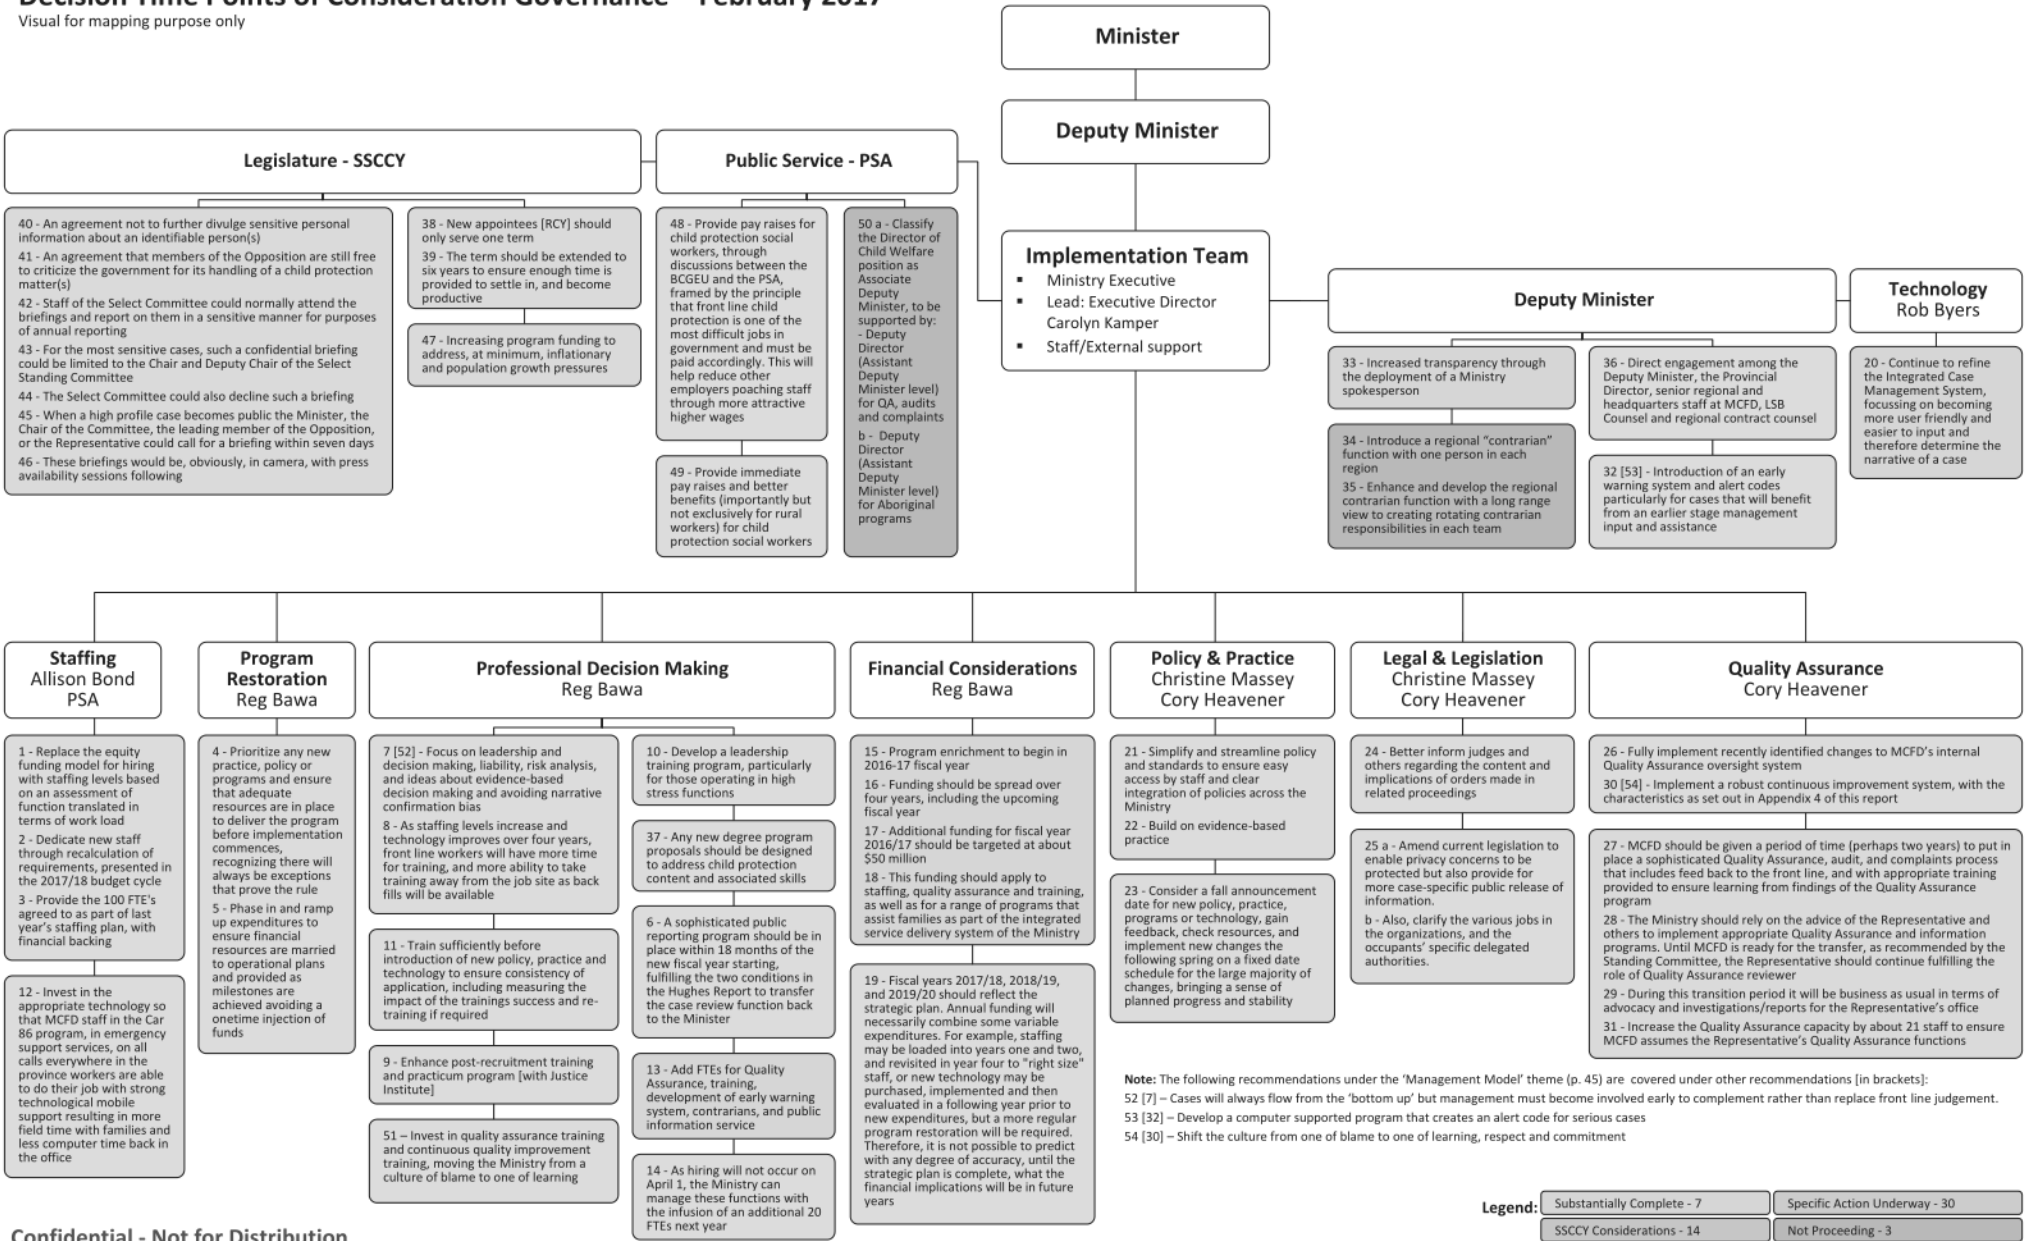 Decision Time Points of Consideration Governance – February 2017
Visual for mapping purpose only
Minister
Deputy Minister
Legislature - SSCCY
Public Service - PSA
40 - An agreement not to further divulge sensitive personal
information about an identifiable person(s)
41 - An agreement that members of the Opposition are still free
to criticize the government for its handling of a child protection
matter(s)
42 - Staff of the Select Committee could normally attend the
briefings and report on them in a sensitive manner for purposes
of annual reporting
43 - For the most sensitive cases, such a confidential briefing
could be limited to the Chair and Deputy Chair of the Select
Standing Committee
44 - The Select Committee could also decline such a briefing
45 - When a high profile case becomes public the Minister, the
Chair of the Committee, the leading member of the Opposition,
or the Representative could call for a briefing within seven days
46 - These briefings would be, obviously, in camera, with press
availability sessions following
38 - New appointees [RCY] should
only serve one term
39 - The term should be extended to
six years to ensure enough time is
provided to settle in, and become
productive
47 - Increasing program funding to
address, at minimum, inflationary
and population growth pressures
48 - Provide pay raises for
child protection social
workers, through
discussions between the
BCGEU and the PSA,
framed by the principle
that front line child
protection is one of the
most difficult jobs in
government and must be
paid accordingly. This will
help reduce other
employers poaching staff
through more attractive
higher wages
49 - Provide immediate
pay raises and better
benefits (importantly but
not exclusively for rural
workers) for child
protection social workers
50 a - Classify
the Director of
Child Welfare
position as
Associate
Deputy
Minister, to be
supported by:
- Deputy
Director
(Assistant
Deputy
Minister level)
for QA, audits
and complaints
b - Deputy
Director
(Assistant
Deputy
Minister level)
for Aboriginal
programs
Implementation Team
▪ Ministry Executive
▪ Lead: Executive Director
Carolyn Kamper
▪ Staff/External support
Deputy Minister
33 - Increased transparency through
the deployment of a Ministry
spokesperson
34 - Introduce a regional “contrarian”
function with one person in each
region
35 - Enhance and develop the regional
contrarian function with a long range
view to creating rotating contrarian
responsibilities in each team
36 - Direct engagement among the
Deputy Minister, the Provincial
Director, senior regional and
headquarters staff at MCFD, LSB
Counsel and regional contract counsel
32 [53] - Introduction of an early
warning system and alert codes
particularly for cases that will benefit
from an earlier stage management
input and assistance
Technology
Rob Byers
20 - Continue to refine
the Integrated Case
Management System,
focussing on becoming
more user friendly and
easier to input and
therefore determine the
narrative of a case
Staffing
Allison Bond
PSA
1 - Replace the equity
funding model for hiring
with staffing levels based
on an assessment of
function translated in
terms of work load
2 - Dedicate new staff
through recalculation of
requirements, presented in
the 2017/18 budget cycle
3 - Provide the 100 FTE's
agreed to as part of last
year's staffing plan, with
financial backing
12 - Invest in the
appropriate technology so
that MCFD staff in the Car
86 program, in emergency
support services, on all
calls everywhere in the
province workers are able
to do their job with strong
technological mobile
support resulting in more
field time with families and
less computer time back in
the office
Program
Restoration
Reg Bawa
4 - Prioritize any new
practice, policy or
programs and ensure
that adequate
resources are in place
to deliver the program
before implementation
commences,
recognizing there will
always be exceptions
that prove the rule
5 - Phase in and ramp
up expenditures to
ensure financial
resources are married
to operational plans
and provided as
milestones are
achieved avoiding a
onetime injection of
funds
Professional Decision Making
Reg Bawa
7 [52] - Focus on leadership and
decision making, liability, risk analysis,
and ideas about evidence-based
decision making and avoiding narrative
confirmation bias
8 - As staffing levels increase and
technology improves over four years,
front line workers will have more time
for training, and more ability to take
training away from the job site as back
fills will be available
11 - Train sufficiently before
introduction of new policy, practice and
technology to ensure consistency of
application, including measuring the
impact of the trainings success and re-
training if required
9 - Enhance post-recruitment training
and practicum program [with Justice
Institute]
51 – Invest in quality assurance training
and continuous quality improvement
training, moving the Ministry from a
culture of blame to one of learning
10 - Develop a leadership
training program, particularly
for those operating in high
stress functions
37 - Any new degree program
proposals should be designed
to address child protection
content and associated skills
6 - A sophisticated public
reporting program should be in
place within 18 months of the
new fiscal year starting,
fulfilling the two conditions in
the Hughes Report to transfer
the case review function back
to the Minister
13 - Add FTEs for Quality
Assurance, training,
development of early warning
system, contrarians, and public
information service
14 - As hiring will not occur on
April 1, the Ministry can
manage these functions with
the infusion of an additional 20
FTEs next year
Financial Considerations
Reg Bawa
15 - Program enrichment to begin in
2016-17 fiscal year
16 - Funding should be spread over
four years, including the upcoming
fiscal year
17 - Additional funding for fiscal year
2016/17 should be targeted at about
$50 million
18 - This funding should apply to
staffing, quality assurance and training,
as well as for a range of programs that
assist families as part of the integrated
service delivery system of the Ministry
19 - Fiscal years 2017/18, 2018/19,
and 2019/20 should reflect the
strategic plan. Annual funding will
necessarily combine some variable
expenditures. For example, staffing
may be loaded into years one and two,
and revisited in year four to "right size"
staff, or new technology may be
purchased, implemented and then
evaluated in a following year prior to
new expenditures, but a more regular
program restoration will be required.
Therefore, it is not possible to predict
with any degree of accuracy, until the
strategic plan is complete, what the
financial implications will be in future
years
Policy & Practice
Christine Massey
Cory Heavener
21 - Simplify and streamline policy
and standards to ensure easy
access by staff and clear
integration of policies across the
Ministry
22 - Build on evidence-based
practice
23 - Consider a fall announcement
date for new policy, practice,
programs or technology, gain
feedback, check resources, and
implement new changes the
following spring on a fixed date
schedule for the large majority of
changes, bringing a sense of
planned progress and stability
Legal & Legislation
Christine Massey
Cory Heavener
24 - Better inform judges and
others regarding the content and
implications of orders made in
related proceedings
25 a - Amend current legislation to
enable privacy concerns to be
protected but also provide for
more case-specific public release of
information.
b - Also, clarify the various jobs in
the organizations, and the
occupants' specific delegated
authorities.
Quality Assurance
Cory Heavener
26 - Fully implement recently identified changes to MCFD's internal
Quality Assurance oversight system
30 [54] - Implement a robust continuous improvement system, with the
characteristics as set out in Appendix 4 of this report
27 - MCFD should be given a period of time (perhaps two years) to put in
place a sophisticated Quality Assurance, audit, and complaints process
that includes feed back to the front line, and with appropriate training
provided to ensure learning from findings of the Quality Assurance
program
28 - The Ministry should rely on the advice of the Representative and
others to implement appropriate Quality Assurance and information
programs. Until MCFD is ready for the transfer, as recommended by the
Standing Committee, the Representative should continue fulfilling the
role of Quality Assurance reviewer
29 - During this transition period it will be business as usual in terms of
advocacy and investigations/reports for the Representative's office
31 - Increase the Quality Assurance capacity by about 21 staff to ensure
MCFD assumes the Representative's Quality Assurance functions
Note: The following recommendations under the ‘Management Model’ theme (p. 45) are covered under other recommendations [in brackets]:
52 [7] – Cases will always flow from the ‘bottom up’ but management must become involved early to complement rather than replace front line judgement.
53 [32] – Develop a computer supported program that creates an alert code for serious cases
54 [30] – Shift the culture from one of blame to one of learning, respect and commitment
Legend:
Substantially Complete - 7
Specific Action Underway - 30
SSCCY Considerations - 14
Not Proceeding - 3
Confidential - Not for Distribution